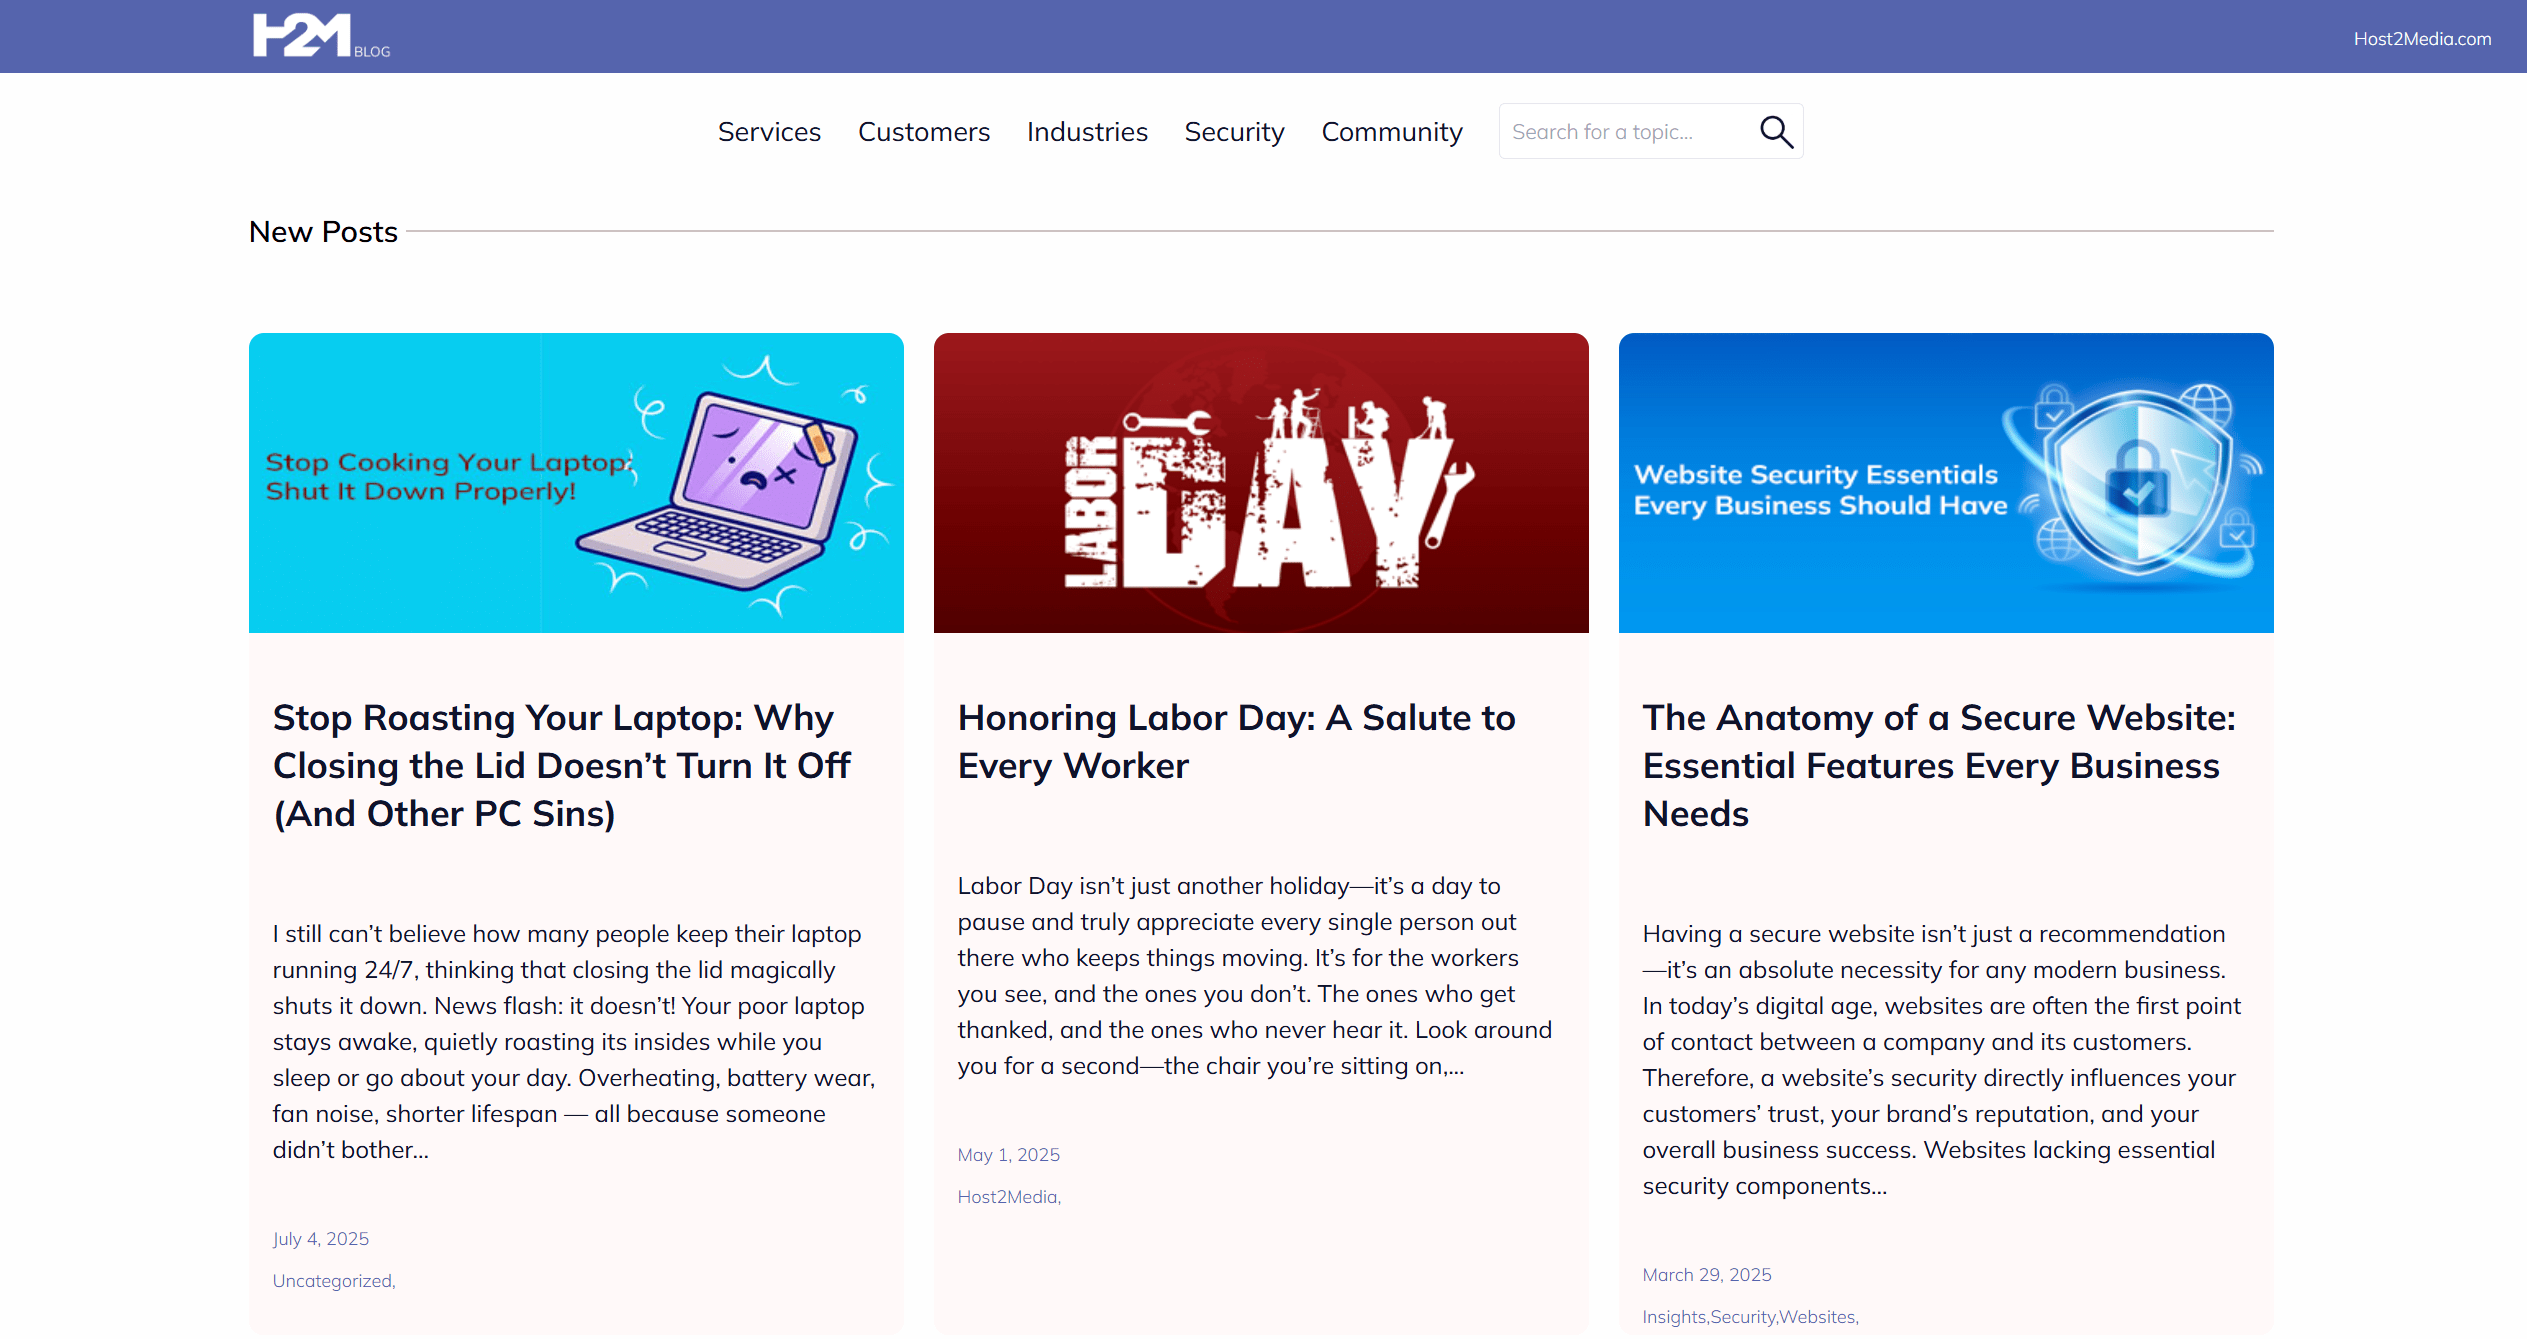 H2M BLOG
Host2Media.com
Services Customers Industries Security Community Search for a topic...
New Posts
Stop Cooking Your Laptop:
Shut It Down Properly!
LABOR DAY
Website Security Essentials
Every Business Should Have
Stop Roasting Your Laptop: Why
Closing the Lid Doesn’t Turn It Off
(And Other PC Sins)
I still can’t believe how many people keep their laptop
running 24/7, thinking that closing the lid magically
shuts it down. News flash: it doesn’t! Your poor laptop
stays awake, quietly roasting its insides while you
sleep or go about your day. Overheating, battery wear,
fan noise, shorter lifespan — all because someone
didn’t bother...
July 4, 2025
Uncategorized,
Honoring Labor Day: A Salute to
Every Worker
Labor Day isn’t just another holiday—it’s a day to
pause and truly appreciate every single person out
there who keeps things moving. It’s for the workers
you see, and the ones you don’t. The ones who get
thanked, and the ones who never hear it. Look around
you for a second—the chair you’re sitting on,...
May 1, 2025
Host2Media,
The Anatomy of a Secure Website:
Essential Features Every Business
Needs
Having a secure website isn’t just a recommendation
—it’s an absolute necessity for any modern business.
In today’s digital age, websites are often the first point
of contact between a company and its customers.
Therefore, a website’s security directly influences your
customers’ trust, your brand’s reputation, and your
overall business success. Websites lacking essential
security components...
March 29, 2025
Insights,Security,Websites,